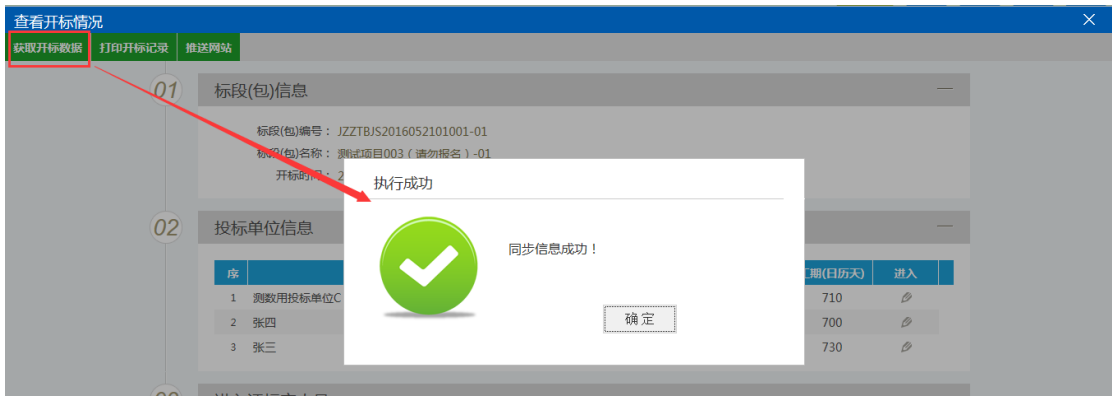 查看开标情况
获取开标数据 打印开标记录 推送网站
01 标段(包)信息
标段(包)编号： JZZTBJS2016052101001-01
标段(包)名称： 测试项目003（请勿报名）-01
开标时间： 2
执行成功
02 投标单位信息
同步信息成功！
序 期(日历天) 进入
1 测数用投标单位C 710
2 张四 700
3 张三 730
确定